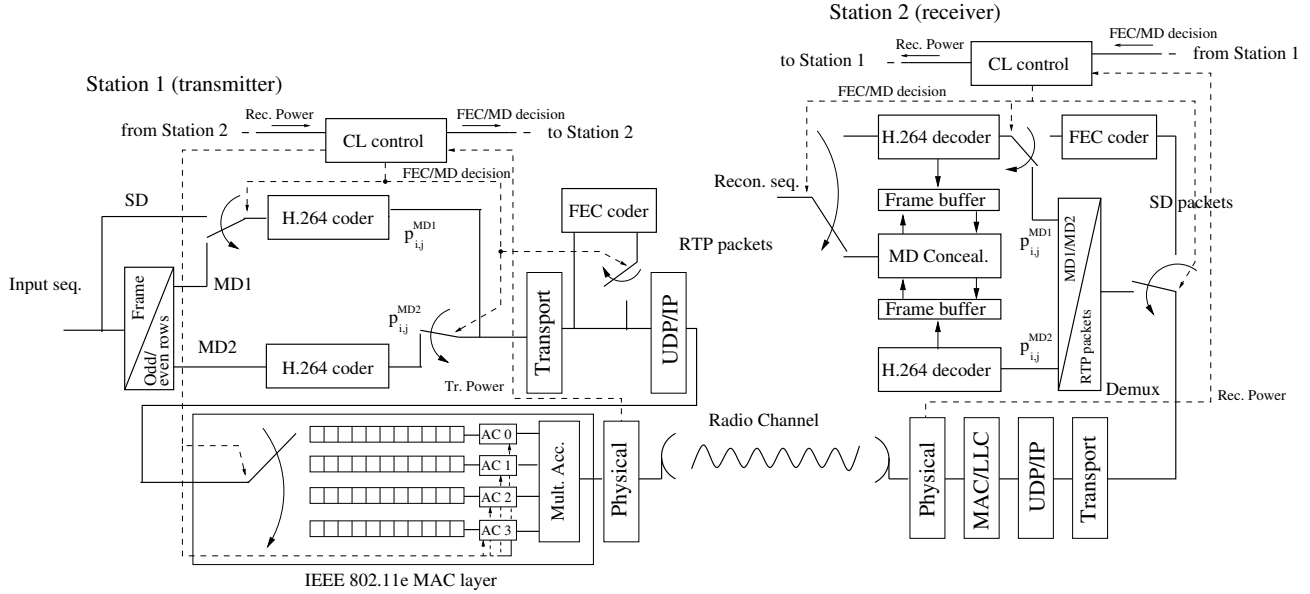 Station 1 (transmitter)
from Station 2
Rec. Power
CL control
FEC/MD decision
to Station 2
FEC/MD decision
SD
H.264 coder
p i,j MD1
FEC coder
RTP packets
Input seq.
Frame
Odd/
even rows
MD1
MD2
H.264 coder
p i,j MD2
Transport
UDP/IP
Tr. Power
AC 0
AC 1
AC 2
AC 3
Mult. Acc.
Physical
IEEE 802.11e MAC layer
Radio Channel
Station 2 (receiver)
to Station 1
Rec. Power
CL control
FEC/MD decision
from Station 1
FEC/MD decision
H.264 decoder
FEC coder
Recon. seq.
Frame buffer
SD packets
MD Conceal.
p i,j MD1
MD1/MD2
RTP packets
Frame buffer
p i,j MD2
H.264 decoder
Demux
Rec. Power
Physical
MAC/LLC
UDP/IP
Transport